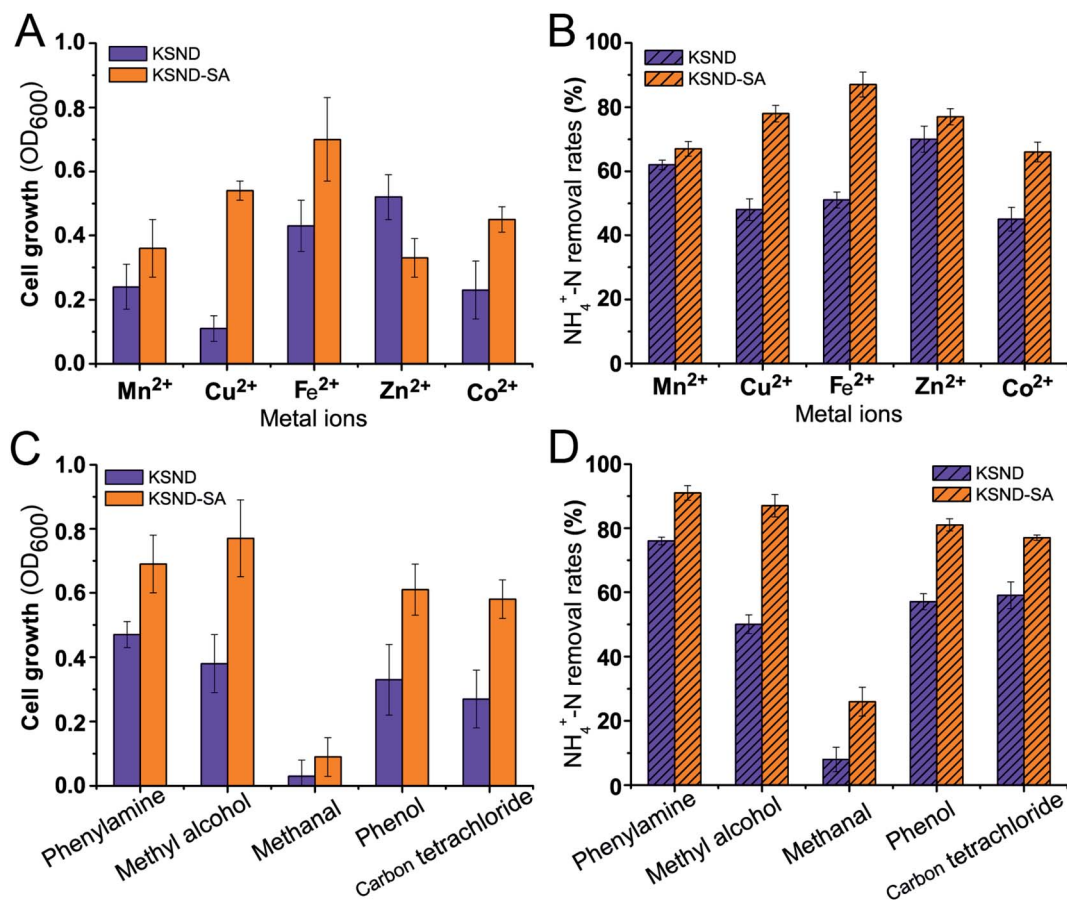 A
1.0
0.8
0.6
0.4
0.2
0.0
Cell growth (OD600)
KSND
KSND-SA
Mn2+ Cu2+ Fe2+ Zn2+ Co2+
Metal ions
B
100
80
60
40
20
0
NH4+-N removal rates (%)
KSND
KSND-SA
Mn2+ Cu2+ Fe2+ Zn2+ Co2+
Metal ions
C
1.0
0.8
0.6
0.4
0.2
0.0
Cell growth (OD600)
KSND
KSND-SA
Phenylamine
Methyl alcohol
Methanal
Phenol
Carbon tetrachloride
D
100
80
60
40
20
0
NH4+-N removal rates (%)
KSND
KSND-SA
Phenylamine
Methyl alcohol
Methanal
Phenol
Carbon tetrachloride